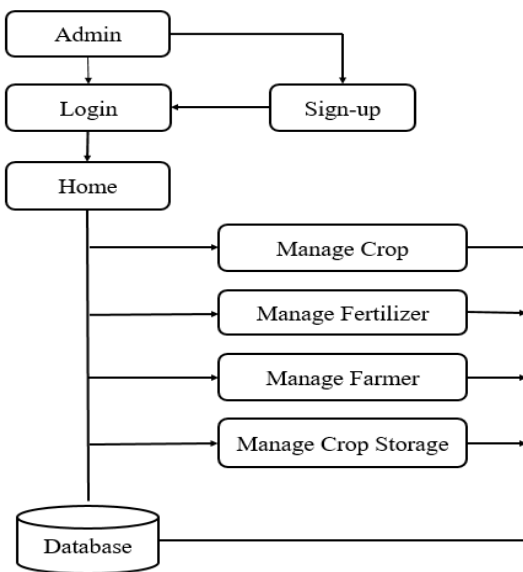 Admin
Login
Sign-up
Home
Manage Crop
Manage Fertilizer
Manage Farmer
Manage Crop Storage
Database